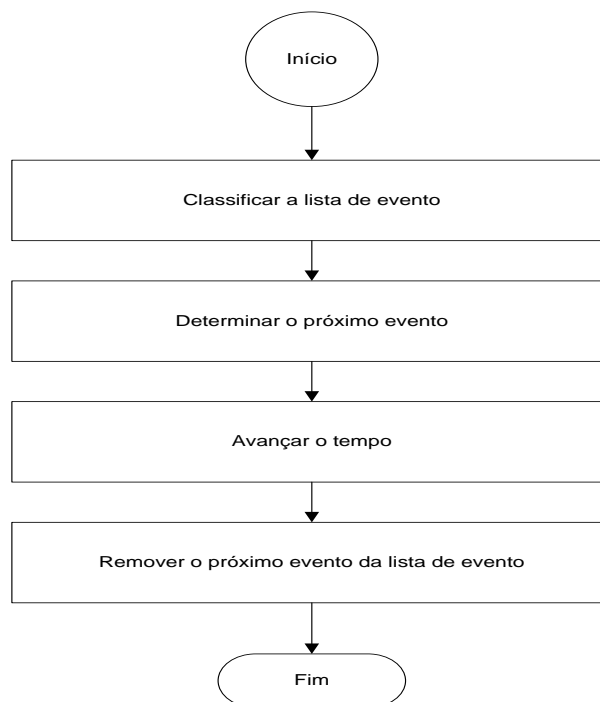 Início
Classificar a lista de evento
Determinar o próximo evento
Avançar o tempo
Remover o próximo evento da lista de evento
Fim